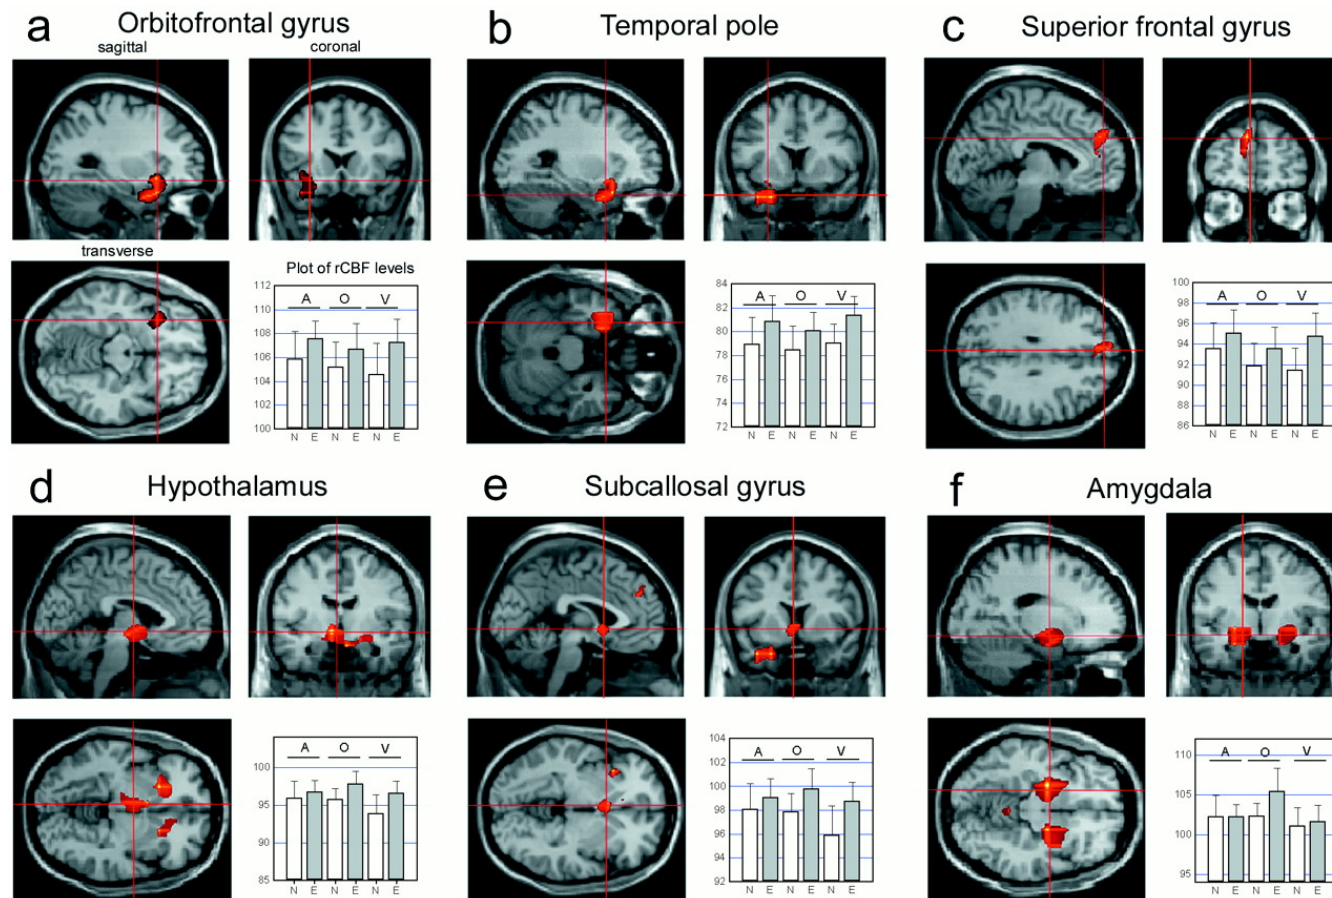 a Orbitofrontal gyrus
sagittal coronal
transverse
Plot of rCBF levels
112
110
108
106
104
102
100
A O V
N E N E N E
b Temporal pole
84
82
80
78
76
74
72
A O V
N E N E N E
c Superior frontal gyrus
100
98
96
94
92
90
88
86
A O V
N E N E N E
d Hypothalamus
100
95
90
85
A O V
N E N E N E
e Subcallosal gyrus
104
102
100
98
96
94
92
A O V
N E N E N E
f Amygdala
110
105
100
95
A O V
N E N E N E